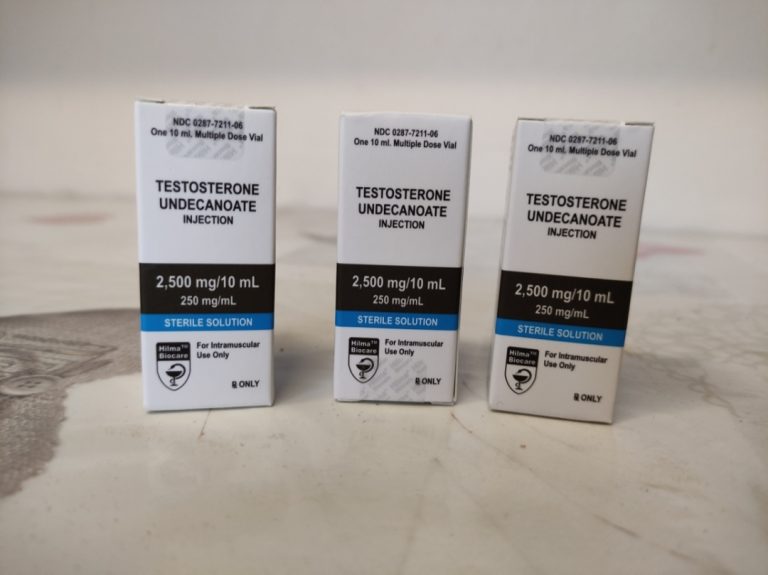 NDC 0287-7211-06
One 10 ml. Multiple Dose Vial
TESTOSTERONE
UNDECANOATE
INJECTION
2,500 mg/10 mL
250 mg/mL
STERILE SOLUTION
Hilma™
Biocare
For Intramuscular
Use Only
℞ ONLY
NDC 0287-7211-06
One 10 ml. Multiple Dose Vial
TESTOSTERONE
UNDECANOATE
INJECTION
2,500 mg/10 mL
250 mg/mL
STERILE SOLUTION
Hilma™
Biocare
For Intramuscular
Use Only
℞ ONLY
NDC 0287-7211-06
One 10 ml. Multiple Dose Vial
TESTOSTERONE
UNDECANOATE
INJECTION
2,500 mg/10 mL
250 mg/mL
STERILE SOLUTION
Hilma™
Biocare
For Intramuscular
Use Only
℞ ONLY